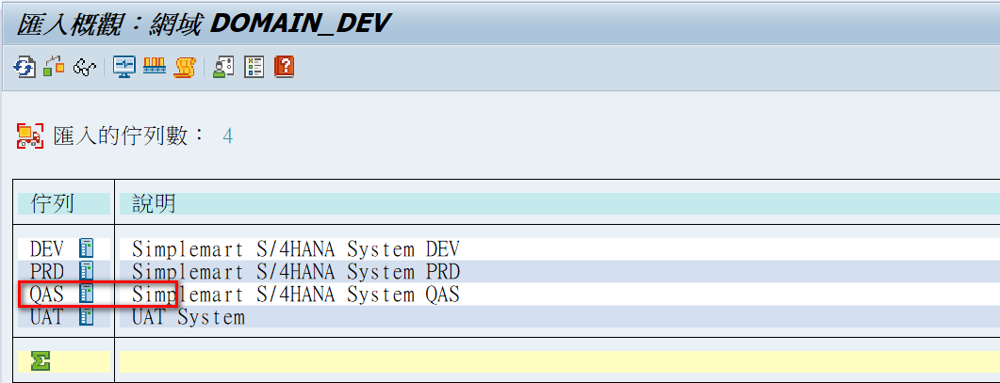 匯入概觀：網域 DOMAIN_DEV
匯入的佇列數： 4
佇列 說明
DEV Simplemart S/4HANA System DEV
PRD Simplemart S/4HANA System PRD
QAS Simplemart S/4HANA System QAS
UAT UAT System